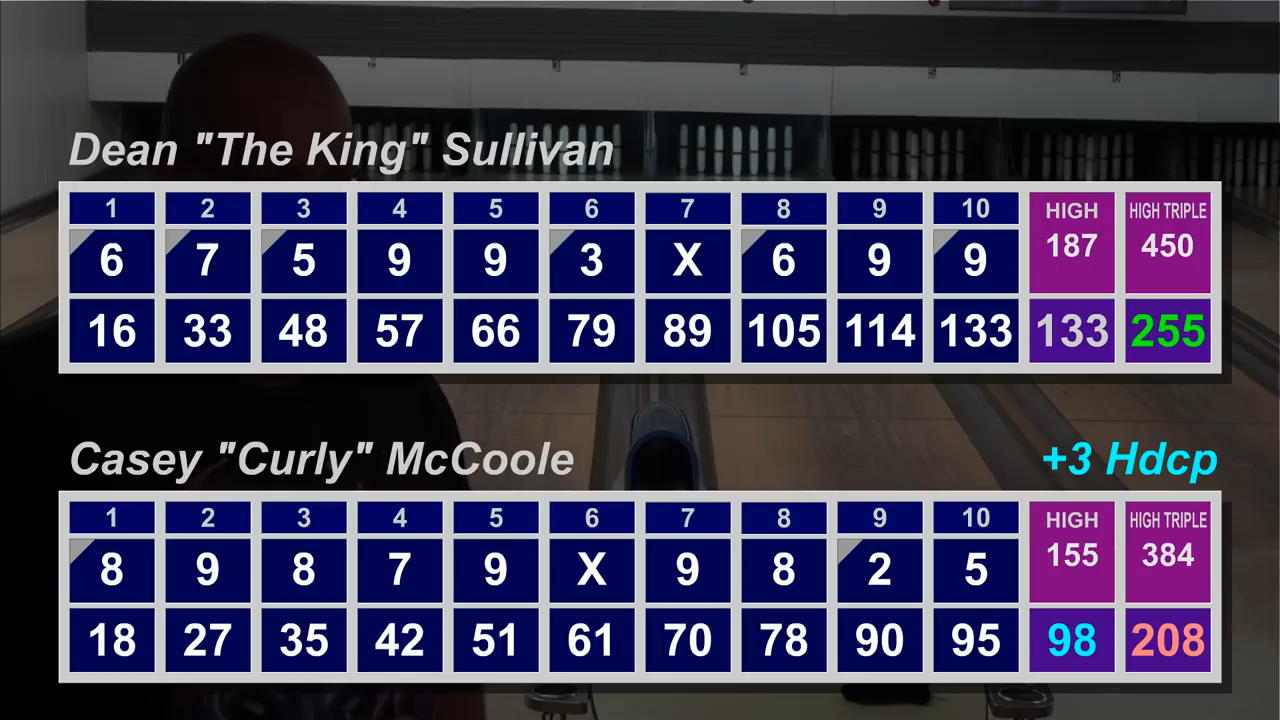 Dean "The King" Sullivan
1 2 3 4 5 6 7 8 9 10 HIGH HIGH TRIPLE
6 7 5 9 9 3 X 6 9 9 187 450
16 33 48 57 66 79 89 105 114 133 133 255
Casey "Curly" McCoole +3 Hdcp
1 2 3 4 5 6 7 8 9 10 HIGH HIGH TRIPLE
8 9 8 7 9 X 9 8 2 5 155 384
18 27 35 42 51 61 70 78 90 95 98 208